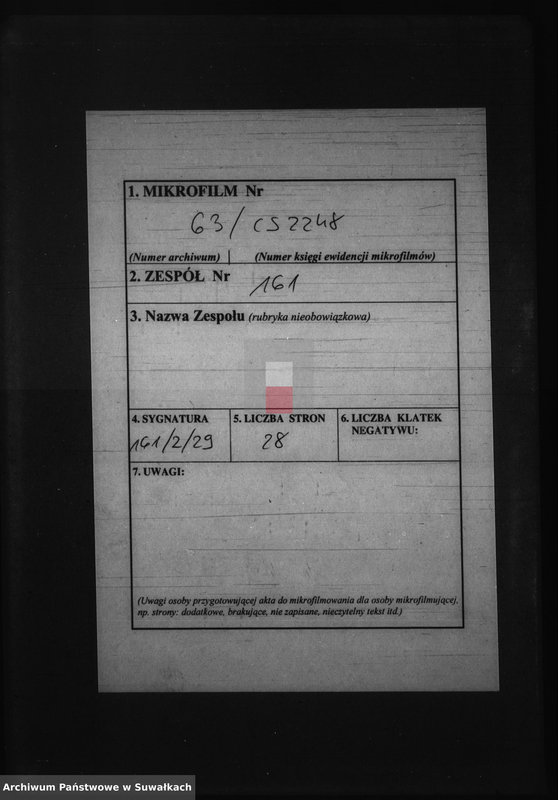 1. MIKROFILM Nr
63 / CS 2248
(Numer archiwum) (Numer księgi ewidencji mikrofilmów)
2. ZESPÓŁ Nr 161
3. Nazwa Zespołu (rubryka nieobowiązkowa)
4. SYGNATURA
161/2/29
5. LICZBA STRON
28
6. LICZBA KLATEK
NEGATYWU:
7. UWAGI:
(Uwagi osoby przygotowującej akta do mikrofilmowania dla osoby mikrofilmującej,
np. strony: dodatkowe, brakujące, nie zapisane, nieczytelny tekst itd.)
Archiwum Państwowe w Suwałkach